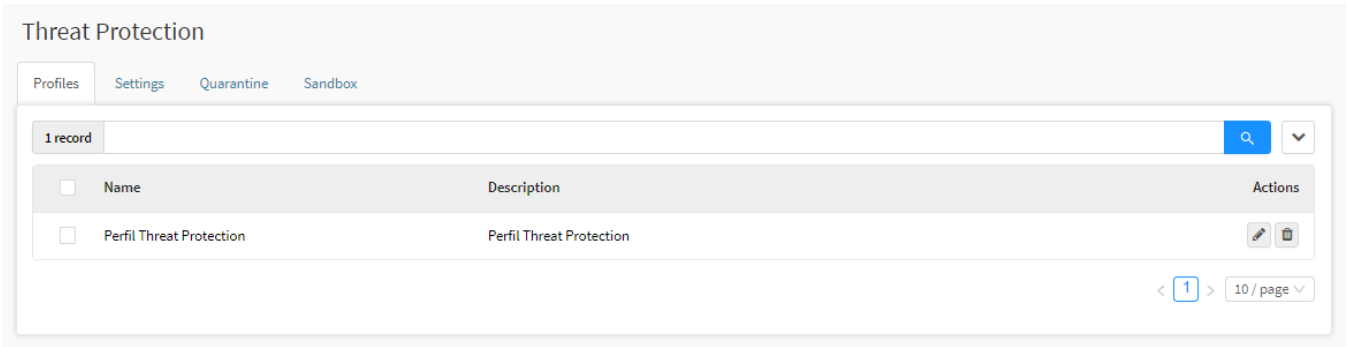 Threat Protection
Profiles Settings Quarantine Sandbox
1 record
Name Description Actions
Perfil Threat Protection Perfil Threat Protection
< 1 > 10 / page